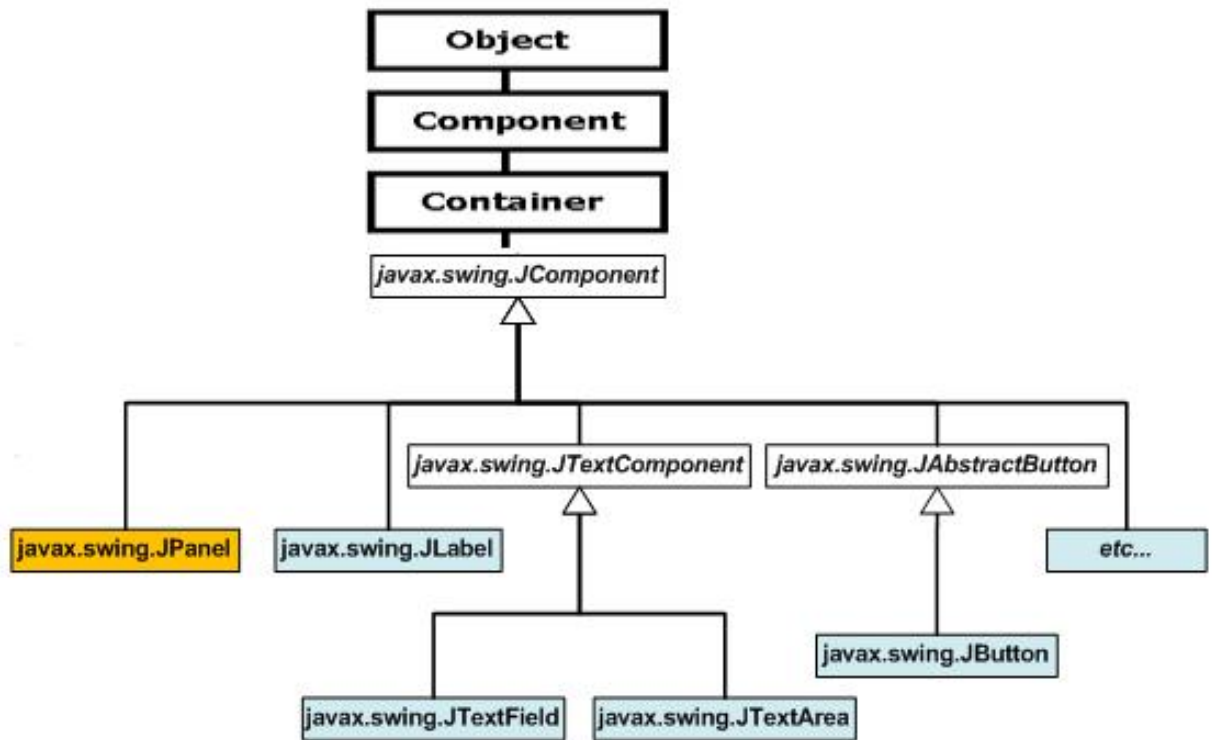 Object
Component
Container
javax.swing.JComponent
javax.swing.JTextComponent
javax.swing.JAbstractButton
javax.swing.JPanel
javax.swing.JLabel
etc...
javax.swing.JButton
javax.swing.JTextField
javax.swing.JTextArea